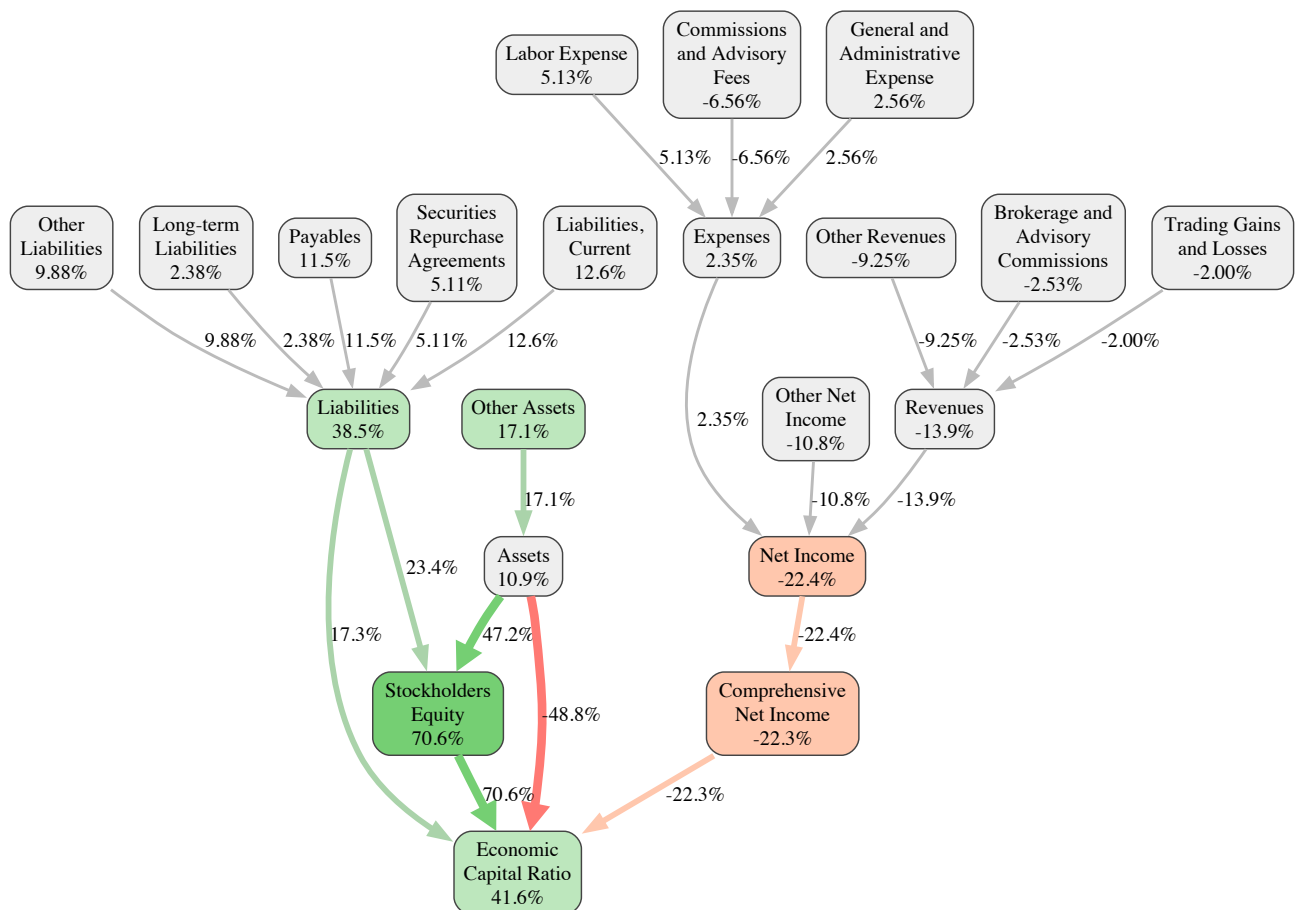 Labor Expense
5.13%
Commissions
and Advisory
Fees
-6.56%
General and
Administrative
Expense
2.56%
5.13%
-6.56%
2.56%
Other
Liabilities
9.88%
Long-term
Liabilities
2.38%
Payables
11.5%
Securities
Repurchase
Agreements
5.11%
Liabilities,
Current
12.6%
Expenses
2.35%
Other Revenues
-9.25%
Brokerage and
Advisory
Commissions
-2.53%
Trading Gains
and Losses
-2.00%
9.88%
2.38%
11.5%
5.11%
12.6%
-9.25%
-2.53%
-2.00%
Liabilities
38.5%
Other Assets
17.1%
2.35%
Other Net
Income
-10.8%
Revenues
-13.9%
17.1%
-10.8%
-13.9%
23.4%
Assets
10.9%
Net Income
-22.4%
17.3%
47.2%
-22.4%
Stockholders
Equity
70.6%
-48.8%
Comprehensive
Net Income
-22.3%
70.6%
-22.3%
Economic
Capital Ratio
41.6%